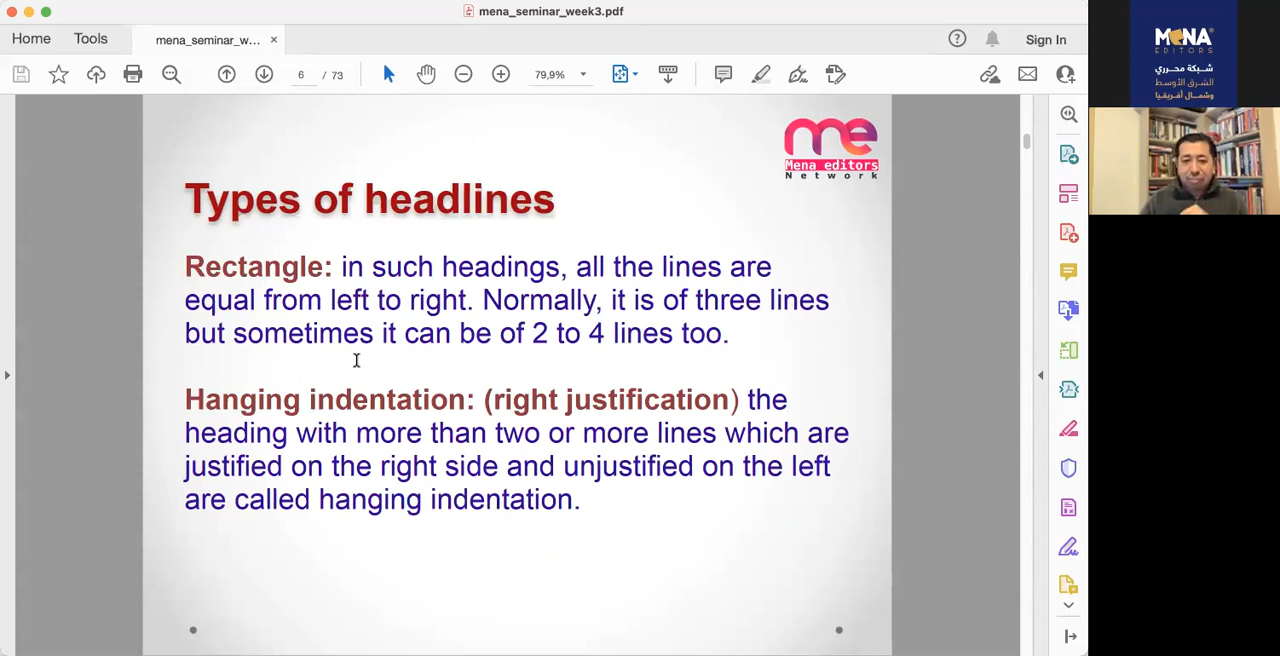 mena_seminar_week3.pdf
Home
Tools
mena_seminar_w...
Sign In
6 / 73
79,9%
me
Mena editors
Network
Types of headlines
Rectangle: in such headings, all the lines are
equal from left to right. Normally, it is of three lines
but sometimes it can be of 2 to 4 lines too.
Hanging indentation: (right justification) the
heading with more than two or more lines which are
justified on the right side and unjustified on the left
are called hanging indentation.
MENA
EDITORS
شبكة محرري
الشرق الأوسط
وشمال أفريقيا